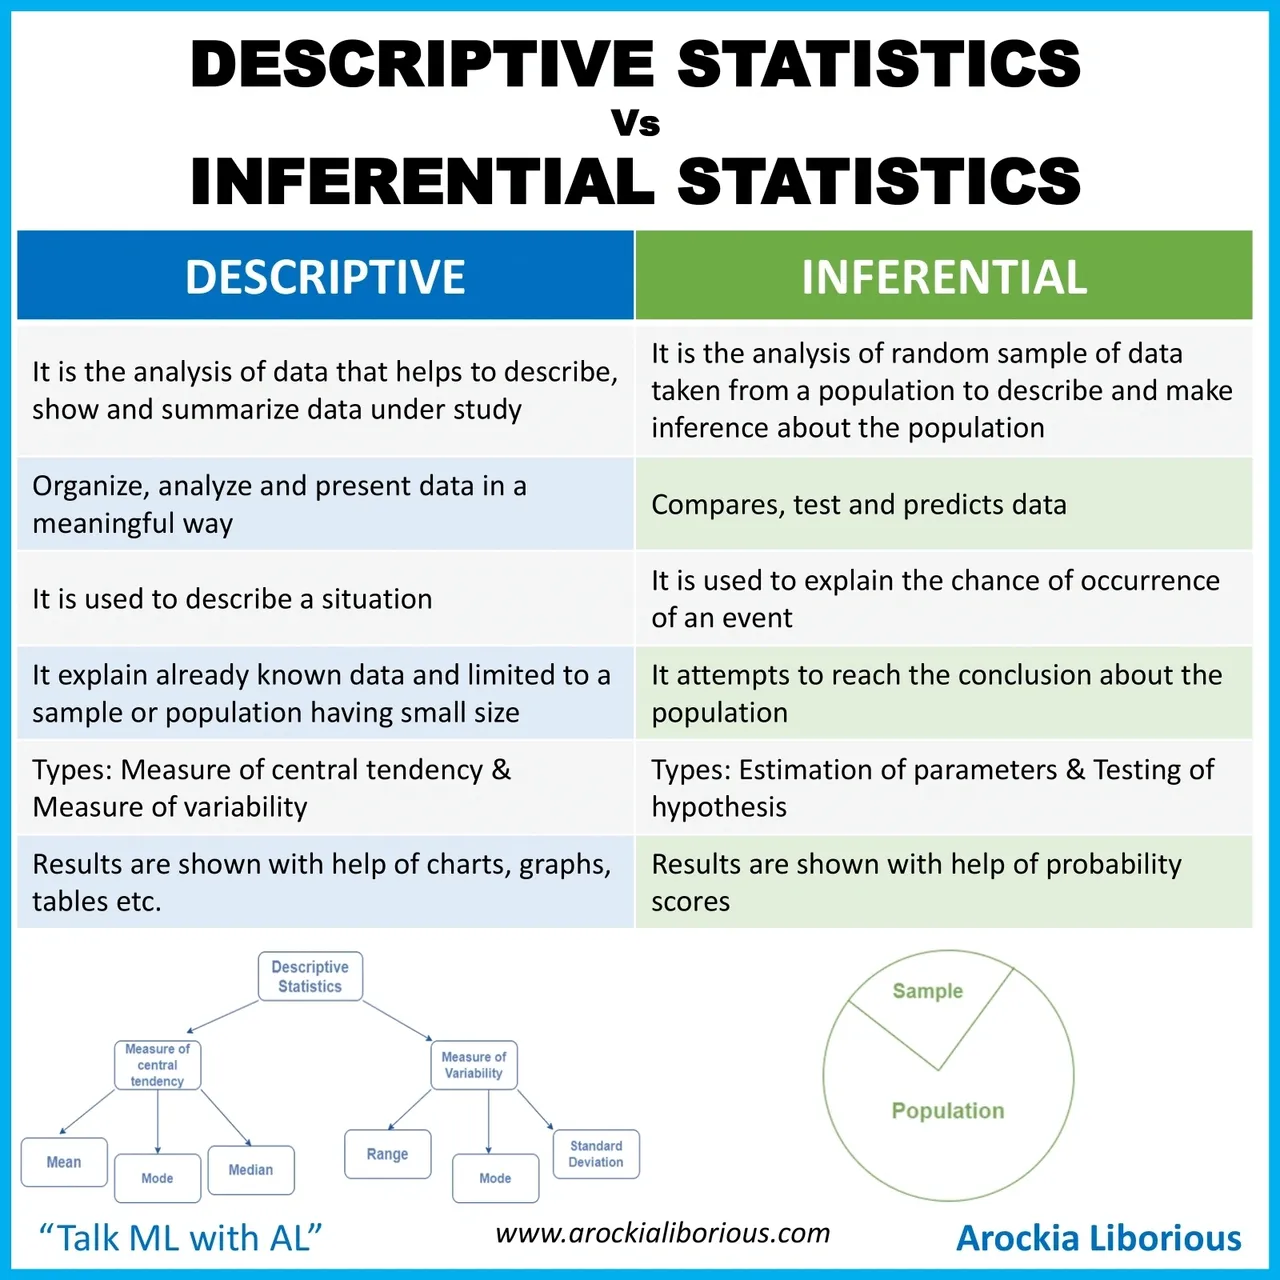 DESCRIPTIVE STATISTICS
Vs
INFERENTIAL STATISTICS
DESCRIPTIVE
INFERENTIAL
It is the analysis of data that helps to describe,
show and summarize data under study
It is the analysis of random sample of data
taken from a population to describe and make
inference about the population
Organize, analyze and present data in a
meaningful way
Compares, test and predicts data
It is used to describe a situation
It is used to explain the chance of occurrence
of an event
It explain already known data and limited to a
sample or population having small size
It attempts to reach the conclusion about the
population
Types: Measure of central tendency &
Measure of variability
Types: Estimation of parameters & Testing of
hypothesis
Results are shown with help of charts, graphs,
tables etc.
Results are shown with help of probability
scores
Descriptive
Statistics
Measure of
central
tendency
Measure of
Variability
Mean
Mode
Median
Range
Mode
Standard
Deviation
Sample
Population
“Talk ML with AL”
www.arockialiborious.com
Arockia Liborious